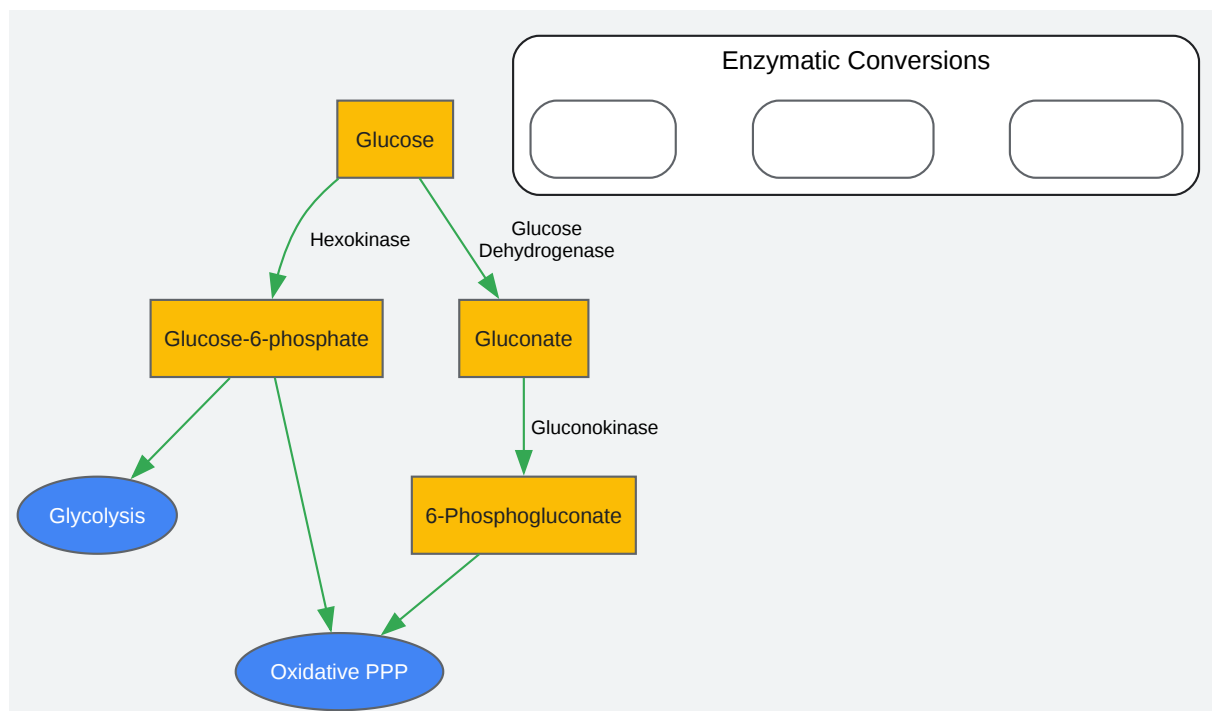 Enzymatic Conversions
Glucose
Hexokinase
Glucose
Dehydrogenase
Glucose-6-phosphate
Gluconate
Gluconokinase
Glycolysis
6-Phosphogluconate
Oxidative PPP